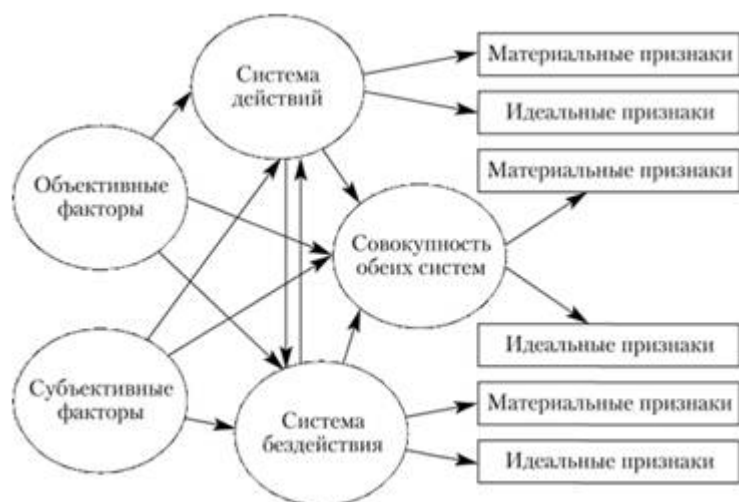 Система
действий
Материальные признаки
Идеальные признаки
Материальные признаки
Объективные
факторы
Совокупность
обеих систем
Идеальные признаки
Субъективные
факторы
Система
бездействия
Материальные признаки
Идеальные признаки